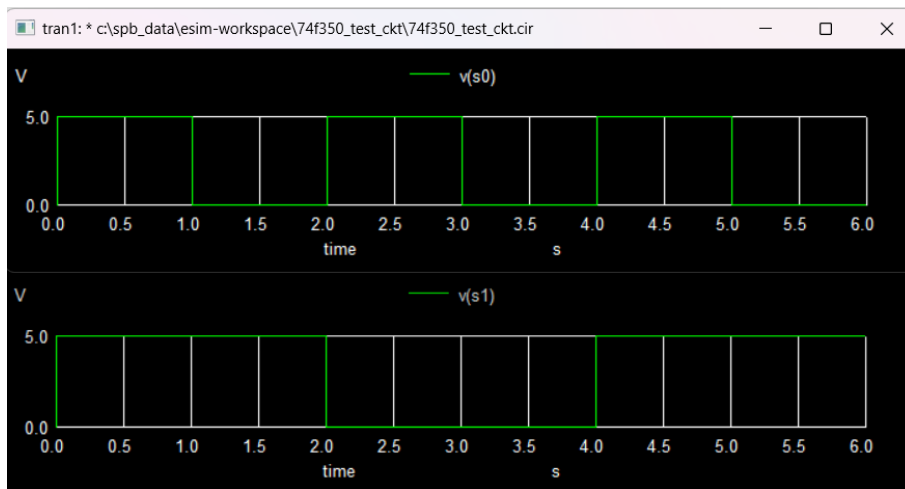 tran1: * c:\spb_data\esim-workspace\74f350_test_ckt\74f350_test_ckt.cir
V v(s0)
5.0
0.0
0.0 0.5 1.0 1.5 2.0 2.5 3.0 3.5 4.0 4.5 5.0 5.5 6.0
time s
V v(s1)
5.0
0.0
0.0 0.5 1.0 1.5 2.0 2.5 3.0 3.5 4.0 4.5 5.0 5.5 6.0
time s